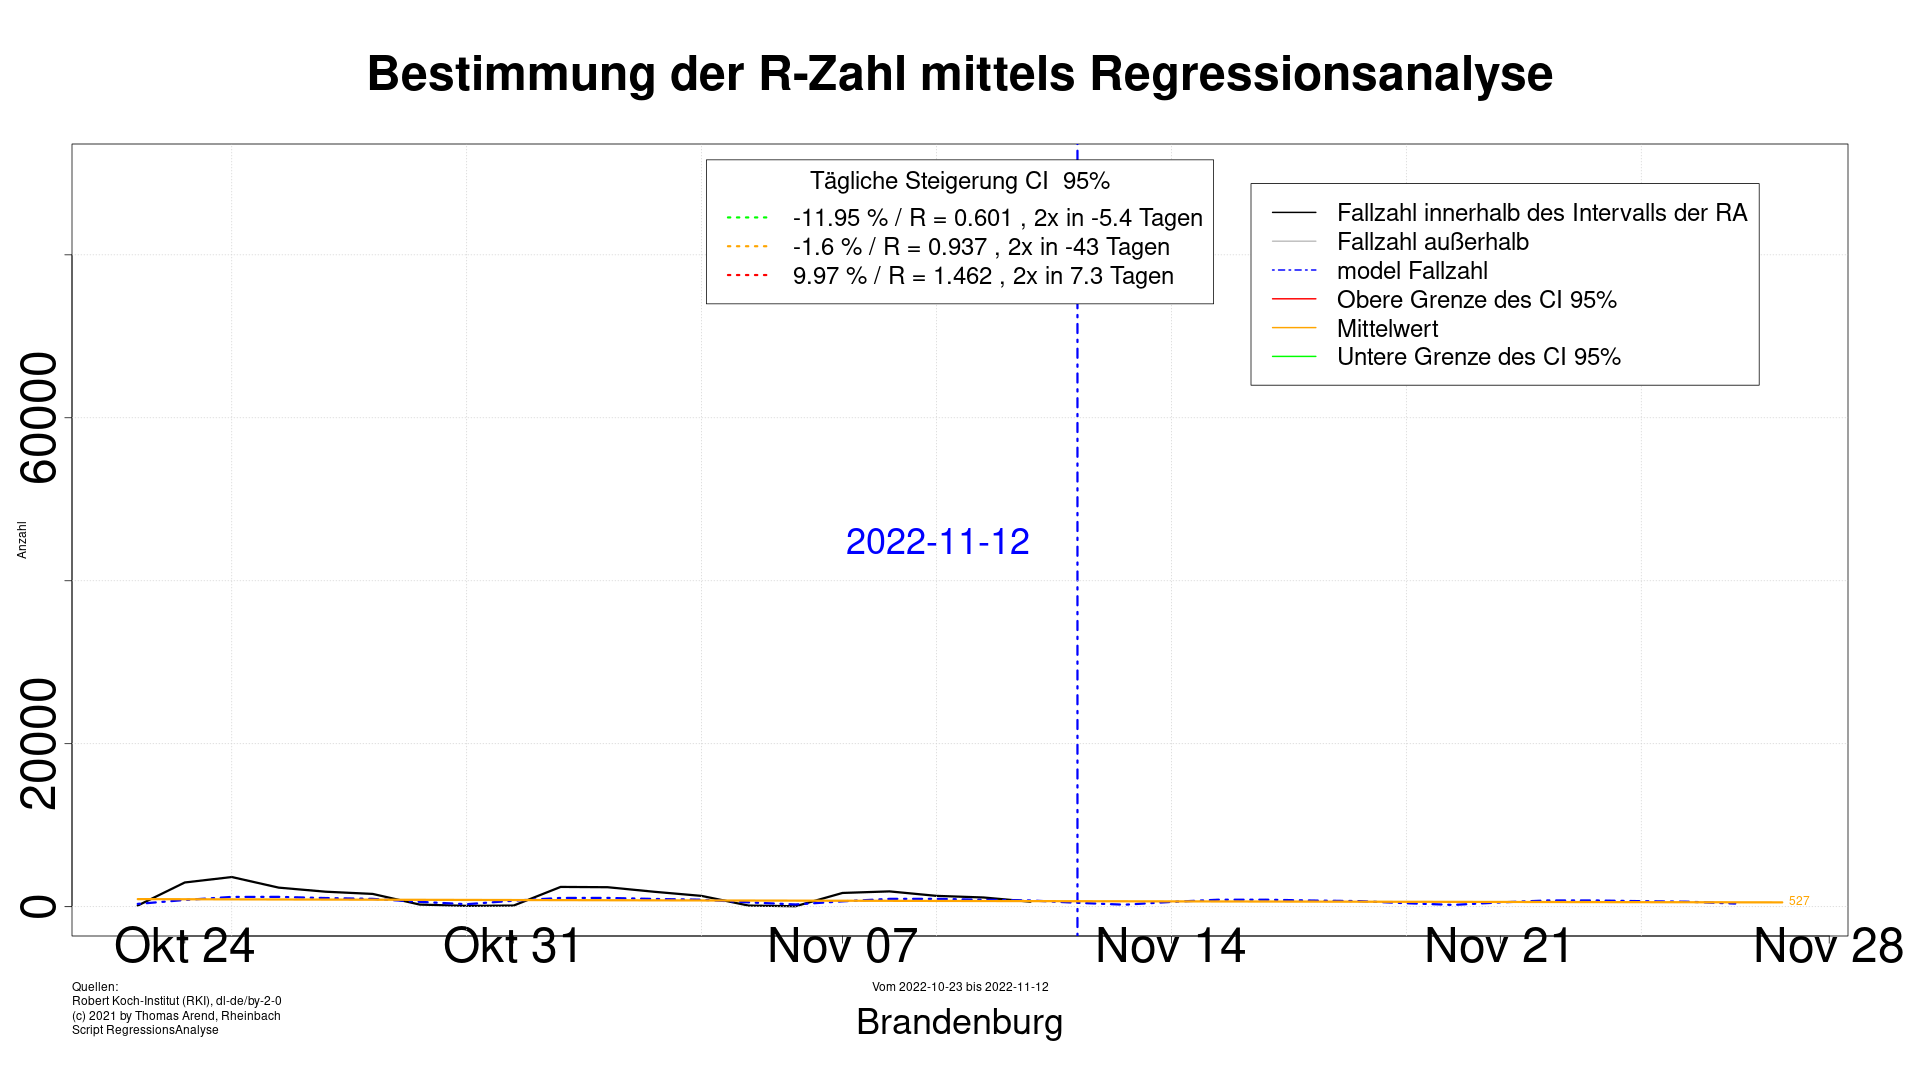 Bestimmung der R-Zahl mittels Regressionsanalyse
Tägliche Steigerung CI  95%
-11.95 % / R = 0.601 , 2x in -5.4 Tagen
-1.6 % / R = 0.937 , 2x in -43 Tagen
9.97 % / R = 1.462 , 2x in 7.3 Tagen
Fallzahl innerhalb des Intervalls der RA
Fallzahl außerhalb
model Fallzahl
Obere Grenze des CI 95%
Mittelwert
Untere Grenze des CI 95%
60000
20000
0
Anzahl
2022-11-12
527
Okt 24
Okt 31
Nov 07
Nov 14
Nov 21
Nov 28
Quellen:
Robert Koch-Institut (RKI), dl-de/by-2-0
(c) 2021 by Thomas Arend, Rheinbach
Script RegressionsAnalyse
Vom 2022-10-23 bis 2022-11-12
Brandenburg